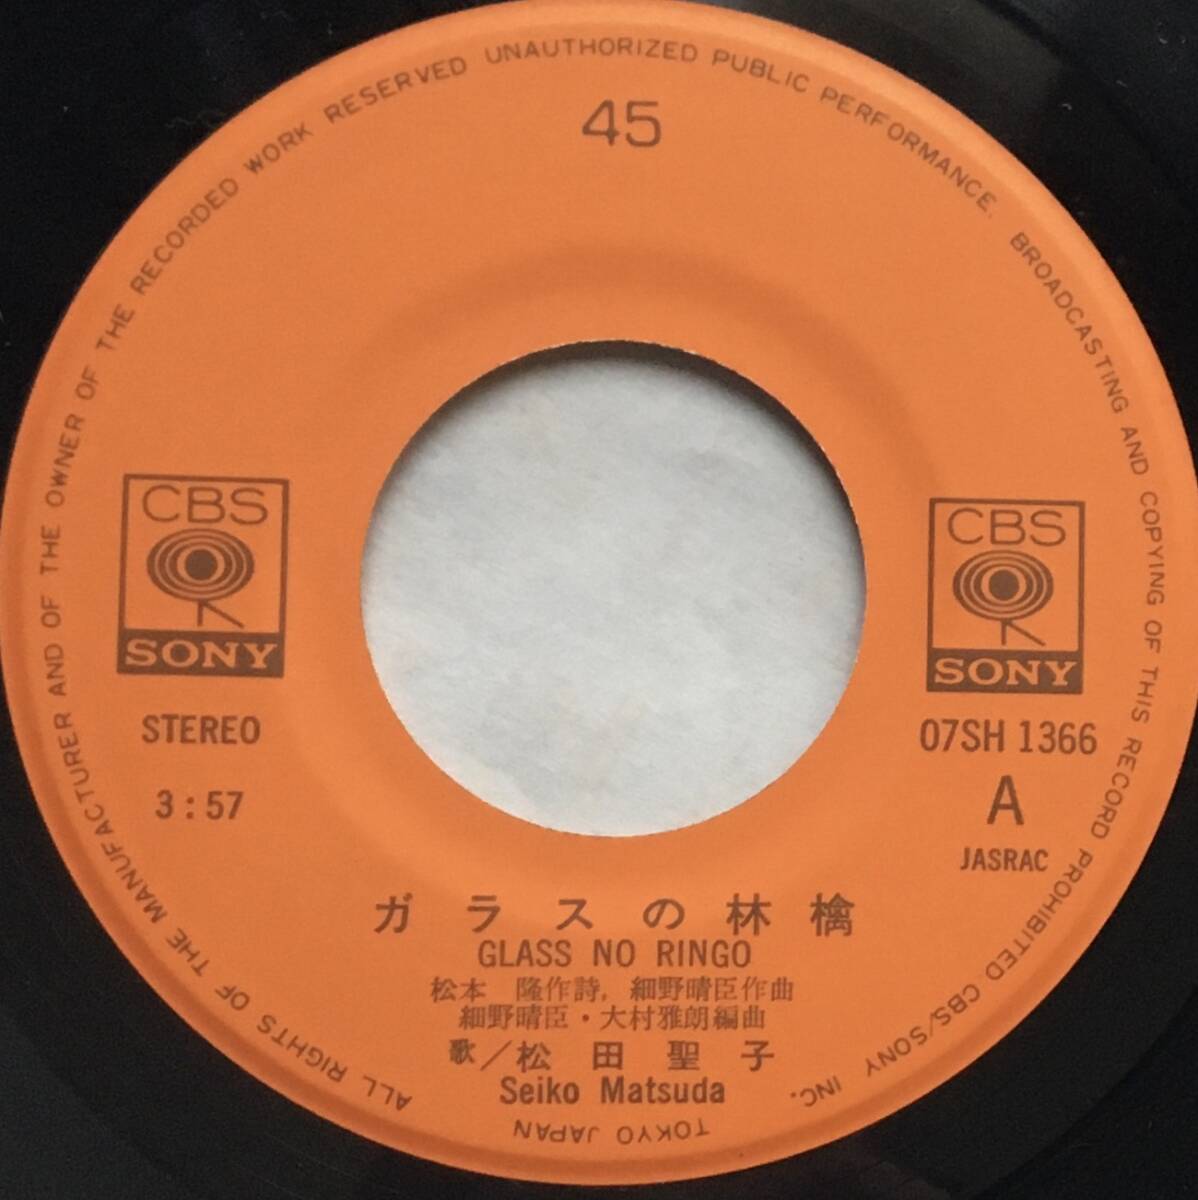 ALL RIGHTS OF THE MANUFACTURER AND OF THE OWNER OF THE RECORDED WORK RESERVED UNAUTHORIZED PUBLIC PERFORMANCE. BROADCASTING AND COPYING OF THIS RECORD PROHIBITED CBS/SONY INC.
TOKYO JAPAN
45
CBS
SONY
STEREO
3:57
CBS
SONY
07SH 1366
A
JASRAC
ガラスの林檎
GLASS NO RINGO
松本 隆作詩, 細野晴臣作曲
細野晴臣・大村雅朗編曲
歌/松田聖子
Seiko Matsuda